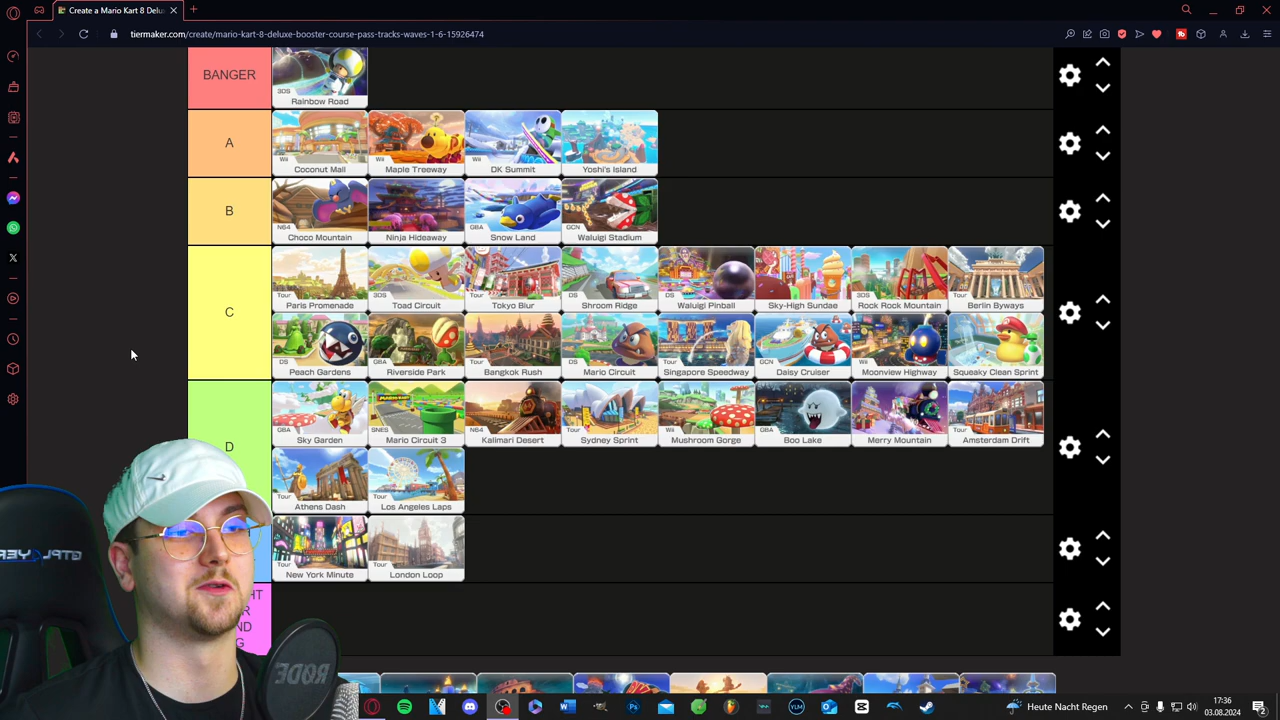 Create a Mario Kart 8 Delu
tiermaker.com/create/mario-kart-8-deluxe-booster-course-pass-tracks-waves-1-6-15926474
BANGER
3DS
Rainbow Road
A
Wii Wii Wii
Coconut Mall Maple Treeway DK Summit Yoshi's Island
B
N64 GBA GCN
Choco Mountain Ninja Hideaway Snow Land Waluigi Stadium
C
Tour 3DS Tour DS DS 3DS Tour
Paris Promenade Toad Circuit Tokyo Blur Shroom Ridge Waluigi Pinball Sky-High Sundae Rock Rock Mountain Berlin Byways
DS GBA Tour DS Tour GCN Wii
Peach Gardens Riverside Park Bangkok Rush Mario Circuit Singapore Speedway Daisy Cruiser Moonview Highway Squeaky Clean Sprint
D
GBA SNES N64 Tour Wii GBA Tour
Sky Garden Mario Circuit 3 Kalimari Desert Sydney Sprint Mushroom Gorge Boo Lake Merry Mountain Amsterdam Drift
Tour Tour
Athens Dash Los Angeles Laps
Tour Tour
New York Minute London Loop
HT
R
ND
G
GTPLAYER
RØDE
Heute Nacht Regen
17:36
03.08.2024